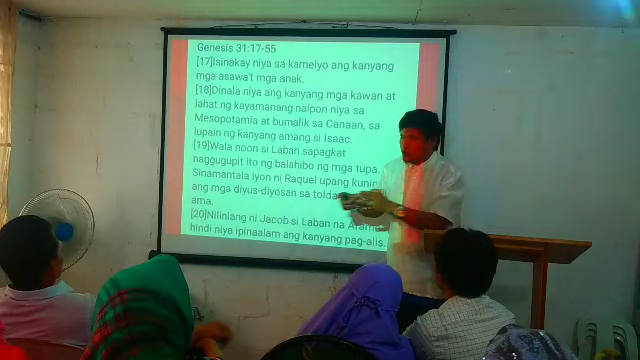 Genesis 31:17-55
[17]Isinakay niya sa kamelyo ang kanyang
mga asawa't mga anak.
[18]Dinala niya ang kanyang mga kawan at
lahat ng kayamanang naipon niya sa
Mesopotamia at bumalik sa Canaan, sa
lupain ng kanyang amang si Isaac.
[19]Wala noon si Laban sapagkat
naggugupit ito ng balahibo ng mga tupa.
Sinamantala iyon ni Raquel upang
ang mga diyus-diyosan sa
ama.
[20]Nilinlang ni Jacob si Laban na
hindi niya ipinaalam ang kanyang pag-alis.